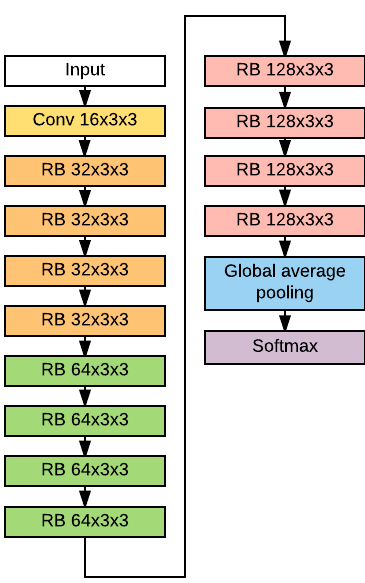 Input
Conv 16x3x3
RB 32x3x3
RB 32x3x3
RB 32x3x3
RB 32x3x3
RB 64x3x3
RB 64x3x3
RB 64x3x3
RB 64x3x3
RB 128x3x3
RB 128x3x3
RB 128x3x3
RB 128x3x3
Global average
pooling
Softmax